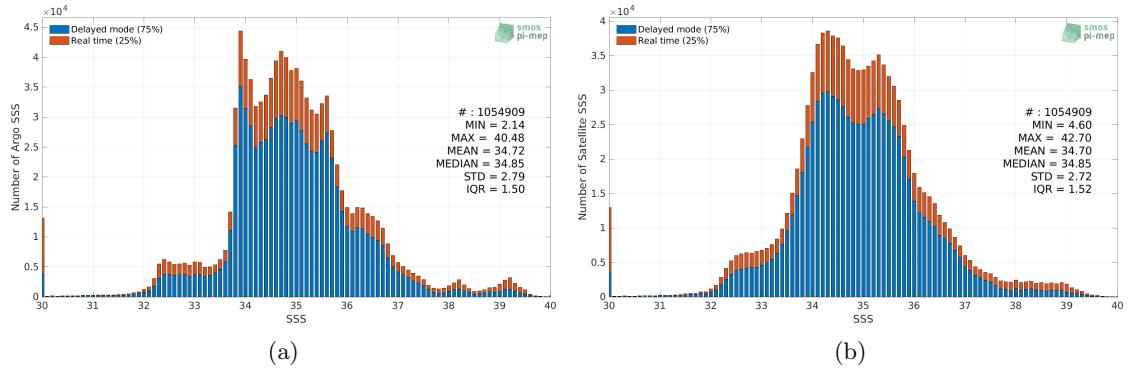 ×10⁴
4.5
4
3.5
3
2.5
2
1.5
1
0.5
0
Number of Argo SSS
Delayed mode (75%)
Real time (25%)
smos
pi-mep
# : 1054909
MIN = 2.14
MAX = 40.48
MEAN = 34.72
MEDIAN = 34.85
STD = 2.79
IQR = 1.50
30 31 32 33 34 35 36 37 38 39 40
SSS
(a)
×10⁴
4
3.5
3
2.5
2
1.5
1
0.5
0
Number of Satellite SSS
Delayed mode (75%)
Real time (25%)
smos
pi-mep
# : 1054909
MIN = 4.60
MAX = 42.70
MEAN = 34.70
MEDIAN = 34.85
STD = 2.72
IQR = 1.52
30 31 32 33 34 35 36 37 38 39 40
SSS
(b)